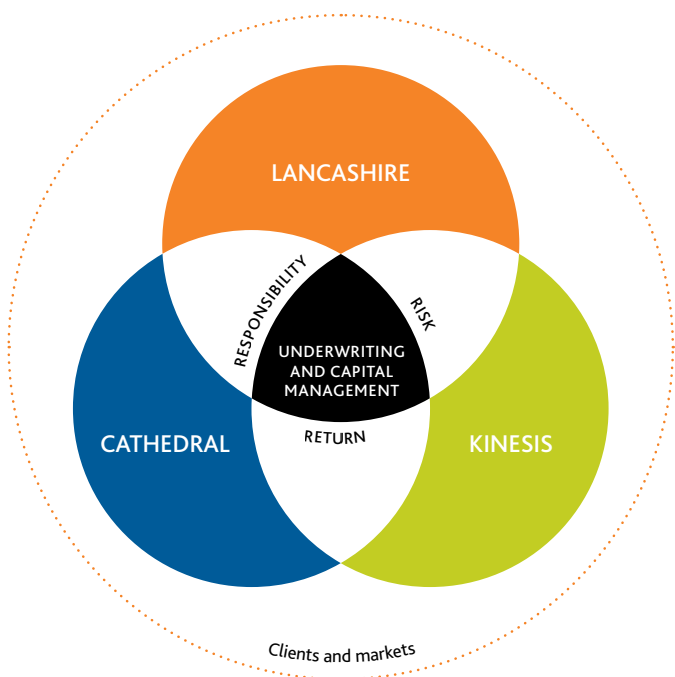 LANCASHIRE
RESPONSIBILITY
RISK
UNDERWRITING
AND CAPITAL
MANAGEMENT
RETURN
CATHEDRAL
KINESIS
Clients and markets